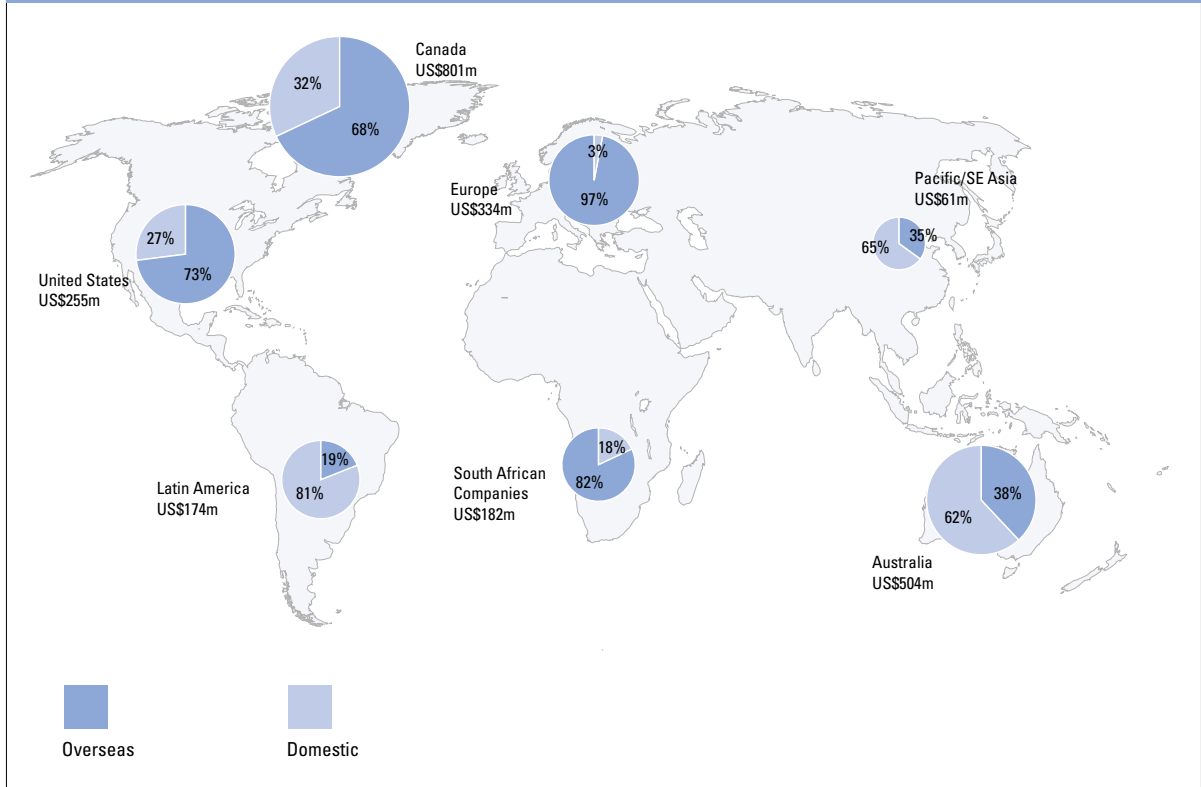 Canada
US$801m
32%
68%
Europe
US$334m
3%
97%
Pacific/SE Asia
US$61m
65%
35%
27%
73%
United States
US$255m
Latin America
US$174m
19%
81%
South African
Companies
US$182m
18%
82%
38%
62%
Australia
US$504m
Overseas
Domestic